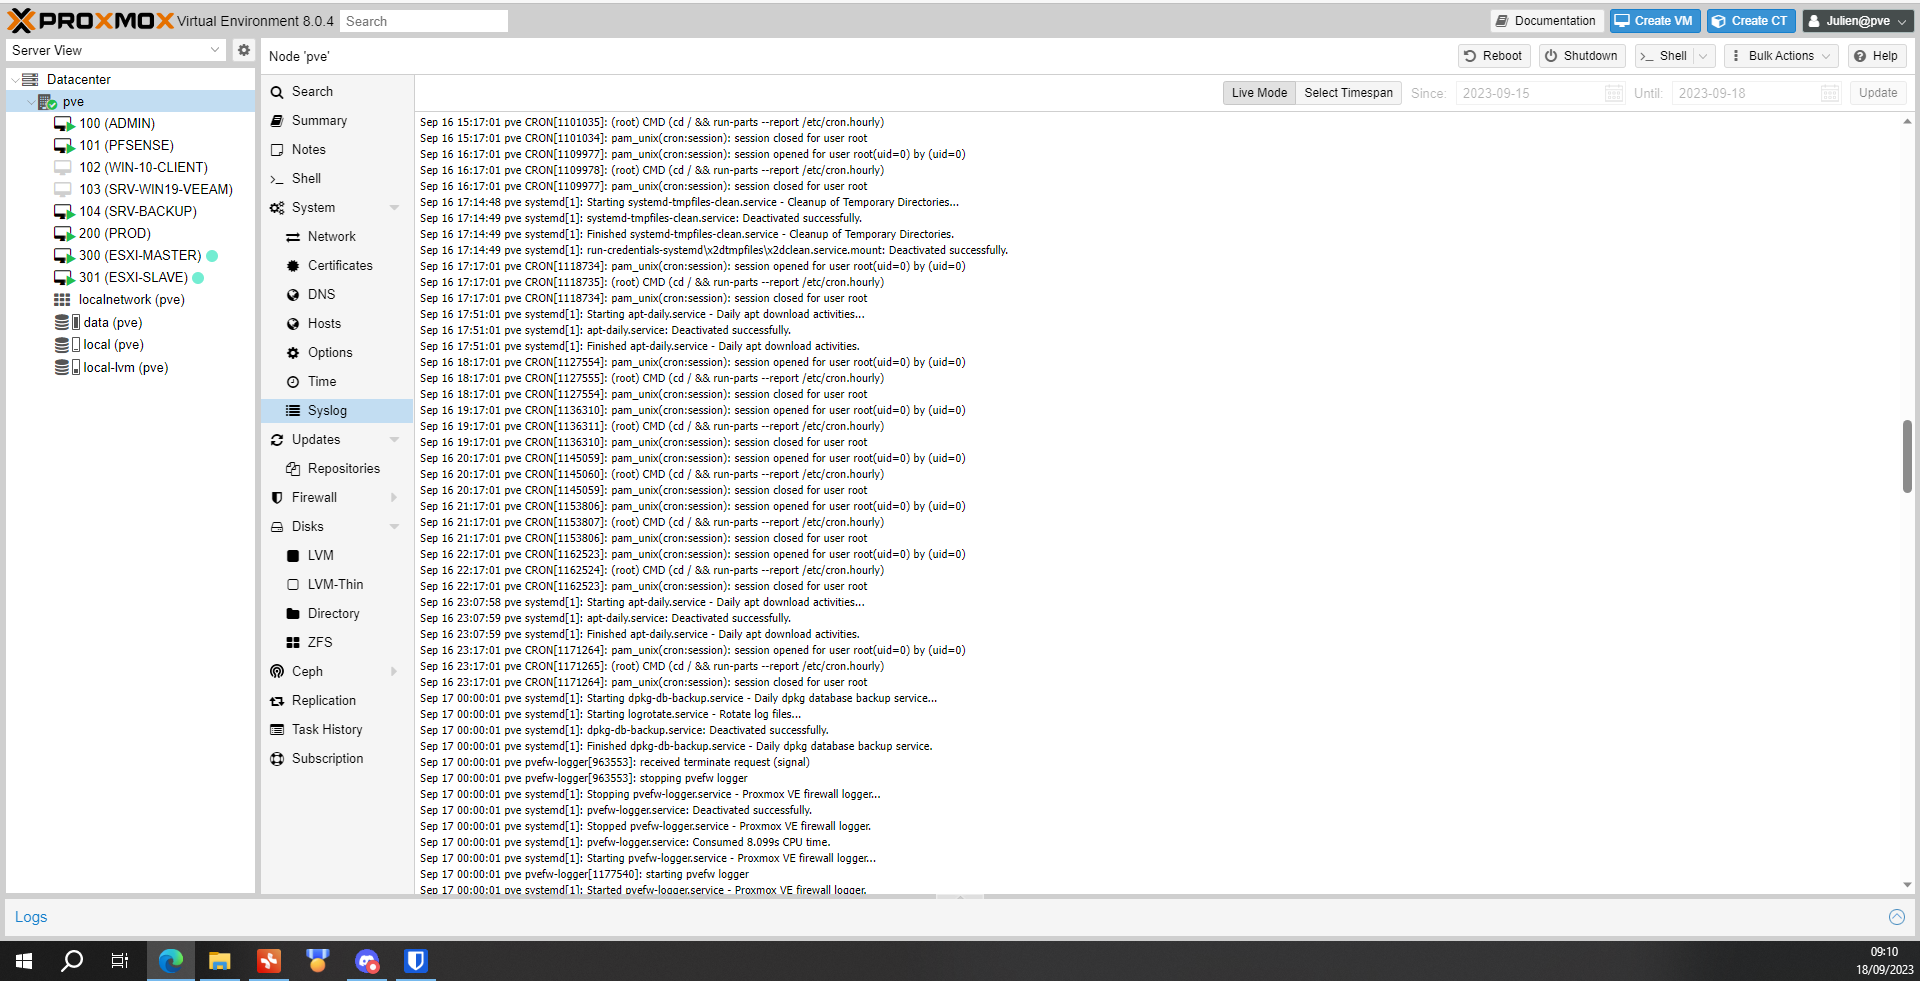 PROXMOX Virtual Environment 8.0.4 Search
Documentation Create VM Create CT Julien@pve
Server View
Node 'pve'
Reboot Shutdown Shell Bulk Actions Help
Datacenter
pve
100 (ADMIN)
101 (PFSENSE)
102 (WIN-10-CLIENT)
103 (SRV-WIN19-VEEAM)
104 (SRV-BACKUP)
200 (PROD)
300 (ESXI-MASTER)
301 (ESXI-SLAVE)
localnetwork (pve)
data (pve)
local (pve)
local-lvm (pve)
Search
Summary
Notes
Shell
System
Network
Certificates
DNS
Hosts
Options
Time
Syslog
Updates
Repositories
Firewall
Disks
LVM
LVM-Thin
Directory
ZFS
Ceph
Replication
Task History
Subscription
Live Mode Select Timespan Since: 2023-09-15 Until: 2023-09-18 Update
Sep 16 15:17:01 pve CRON[1101035]: (root) CMD (cd / && run-parts --report /etc/cron.hourly)
Sep 16 15:17:01 pve CRON[1101034]: pam_unix(cron:session): session closed for user root
Sep 16 16:17:01 pve CRON[1109977]: pam_unix(cron:session): session opened for user root(uid=0) by (uid=0)
Sep 16 16:17:01 pve CRON[1109978]: (root) CMD (cd / && run-parts --report /etc/cron.hourly)
Sep 16 16:17:01 pve CRON[1109977]: pam_unix(cron:session): session closed for user root
Sep 16 17:14:48 pve systemd[1]: Starting systemd-tmpfiles-clean.service - Cleanup of Temporary Directories...
Sep 16 17:14:49 pve systemd[1]: systemd-tmpfiles-clean.service: Deactivated successfully.
Sep 16 17:14:49 pve systemd[1]: Finished systemd-tmpfiles-clean.service - Cleanup of Temporary Directories.
Sep 16 17:14:49 pve systemd[1]: run-credentials-systemd\x2dtmpfiles\x2dclean.service.mount: Deactivated successfully.
Sep 16 17:17:01 pve CRON[1118734]: pam_unix(cron:session): session opened for user root(uid=0) by (uid=0)
Sep 16 17:17:01 pve CRON[1118735]: (root) CMD (cd / && run-parts --report /etc/cron.hourly)
Sep 16 17:17:01 pve CRON[1118734]: pam_unix(cron:session): session closed for user root
Sep 16 17:51:01 pve systemd[1]: Starting apt-daily.service - Daily apt download activities...
Sep 16 17:51:01 pve systemd[1]: apt-daily.service: Deactivated successfully.
Sep 16 17:51:01 pve systemd[1]: Finished apt-daily.service - Daily apt download activities.
Sep 16 18:17:01 pve CRON[1127554]: pam_unix(cron:session): session opened for user root(uid=0) by (uid=0)
Sep 16 18:17:01 pve CRON[1127555]: (root) CMD (cd / && run-parts --report /etc/cron.hourly)
Sep 16 18:17:01 pve CRON[1127554]: pam_unix(cron:session): session closed for user root
Sep 16 19:17:01 pve CRON[1136310]: pam_unix(cron:session): session opened for user root(uid=0) by (uid=0)
Sep 16 19:17:01 pve CRON[1136311]: (root) CMD (cd / && run-parts --report /etc/cron.hourly)
Sep 16 19:17:01 pve CRON[1136310]: pam_unix(cron:session): session closed for user root
Sep 16 20:17:01 pve CRON[1145059]: pam_unix(cron:session): session opened for user root(uid=0) by (uid=0)
Sep 16 20:17:01 pve CRON[1145060]: (root) CMD (cd / && run-parts --report /etc/cron.hourly)
Sep 16 20:17:01 pve CRON[1145059]: pam_unix(cron:session): session closed for user root
Sep 16 21:17:01 pve CRON[1153806]: pam_unix(cron:session): session opened for user root(uid=0) by (uid=0)
Sep 16 21:17:01 pve CRON[1153807]: (root) CMD (cd / && run-parts --report /etc/cron.hourly)
Sep 16 21:17:01 pve CRON[1153806]: pam_unix(cron:session): session closed for user root
Sep 16 22:17:01 pve CRON[1162523]: pam_unix(cron:session): session opened for user root(uid=0) by (uid=0)
Sep 16 22:17:01 pve CRON[1162524]: (root) CMD (cd / && run-parts --report /etc/cron.hourly)
Sep 16 22:17:01 pve CRON[1162523]: pam_unix(cron:session): session closed for user root
Sep 16 23:07:58 pve systemd[1]: Starting apt-daily.service - Daily apt download activities...
Sep 16 23:07:59 pve systemd[1]: apt-daily.service: Deactivated successfully.
Sep 16 23:07:59 pve systemd[1]: Finished apt-daily.service - Daily apt download activities.
Sep 16 23:17:01 pve CRON[1171264]: pam_unix(cron:session): session opened for user root(uid=0) by (uid=0)
Sep 16 23:17:01 pve CRON[1171265]: (root) CMD (cd / && run-parts --report /etc/cron.hourly)
Sep 16 23:17:01 pve CRON[1171264]: pam_unix(cron:session): session closed for user root
Sep 17 00:00:01 pve systemd[1]: Starting dpkg-db-backup.service - Daily dpkg database backup service...
Sep 17 00:00:01 pve systemd[1]: Starting logrotate.service - Rotate log files...
Sep 17 00:00:01 pve systemd[1]: dpkg-db-backup.service: Deactivated successfully.
Sep 17 00:00:01 pve systemd[1]: Finished dpkg-db-backup.service - Daily dpkg database backup service.
Sep 17 00:00:01 pve pvefw-logger[963553]: received terminate request (signal)
Sep 17 00:00:01 pve pvefw-logger[963553]: stopping pvefw logger
Sep 17 00:00:01 pve systemd[1]: Stopping pvefw-logger.service - Proxmox VE firewall logger...
Sep 17 00:00:01 pve systemd[1]: pvefw-logger.service: Deactivated successfully.
Sep 17 00:00:01 pve systemd[1]: Stopped pvefw-logger.service - Proxmox VE firewall logger.
Sep 17 00:00:01 pve systemd[1]: pvefw-logger.service: Consumed 8.099s CPU time.
Sep 17 00:00:01 pve systemd[1]: Starting pvefw-logger.service - Proxmox VE firewall logger...
Sep 17 00:00:01 pve pvefw-logger[1177540]: starting pvefw logger
Sep 17 00:00:01 pve systemd[1]: Started pvefw-logger.service - Proxmox VE firewall logger.
Logs
09:10
18/09/2023